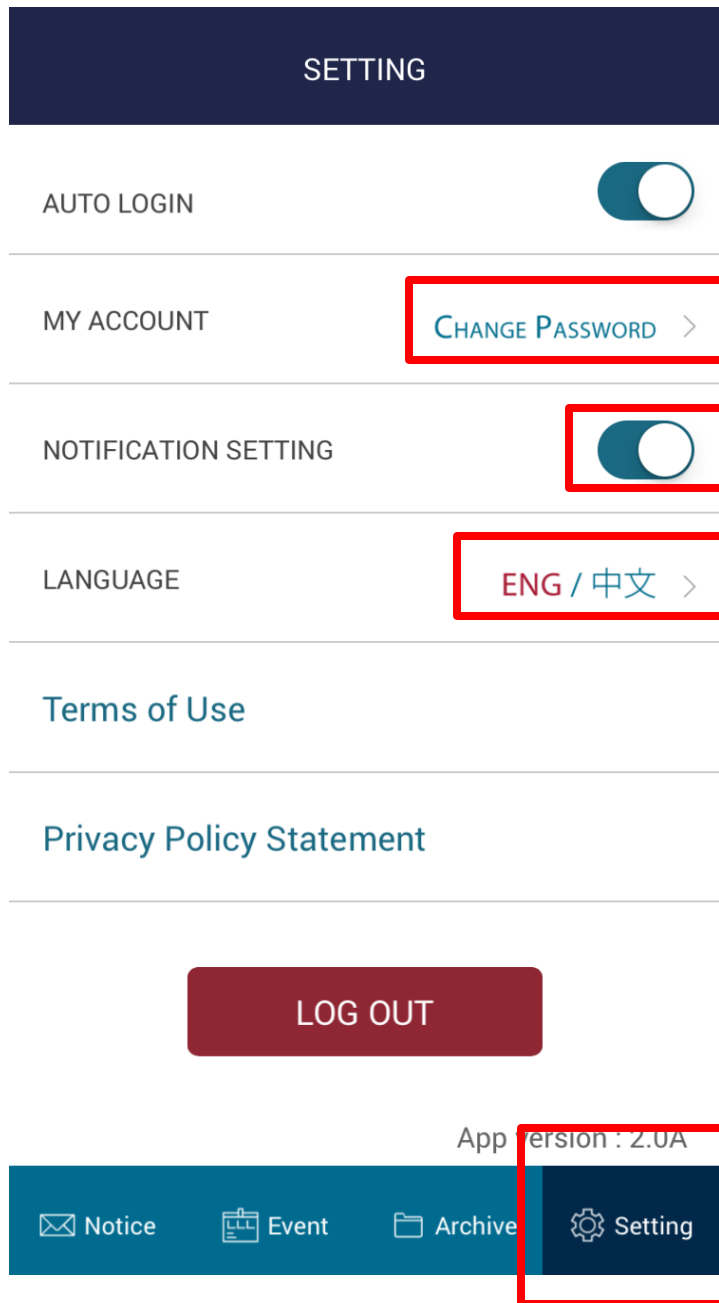 SETTING
AUTO LOGIN
MY ACCOUNT CHANGE PASSWORD >
NOTIFICATION SETTING
LANGUAGE ENG / 中文 >
Terms of Use
Privacy Policy Statement
LOG OUT
App version : 2.0A
Notice Event Archive Setting